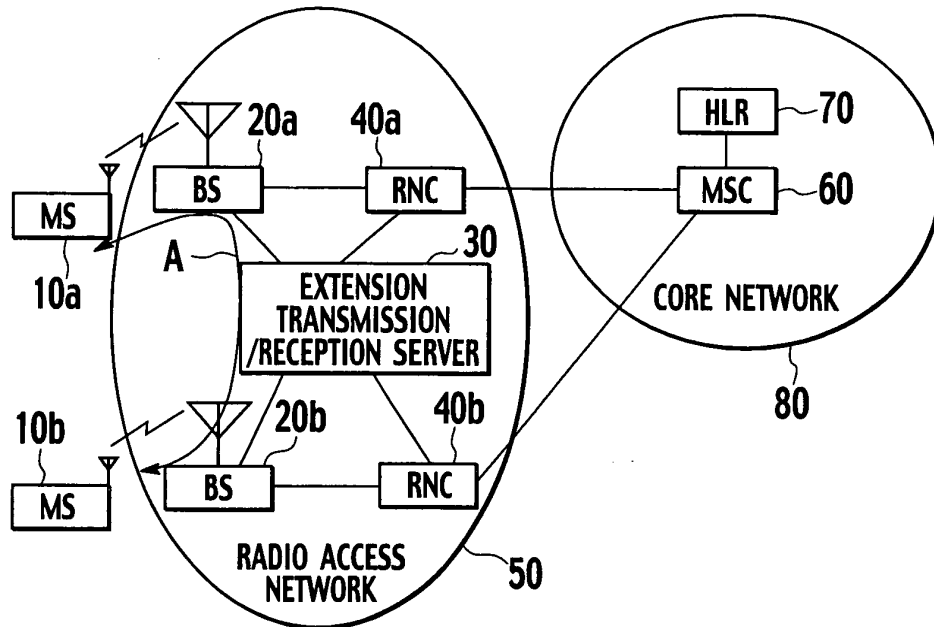 20a
40a
HLR
70
BS
RNC
MSC
60
MS
10a
A
30
EXTENSION
TRANSMISSION
/RECEPTION SERVER
CORE NETWORK
80
10b
20b
40b
MS
BS
RNC
RADIO ACCESS
NETWORK
50